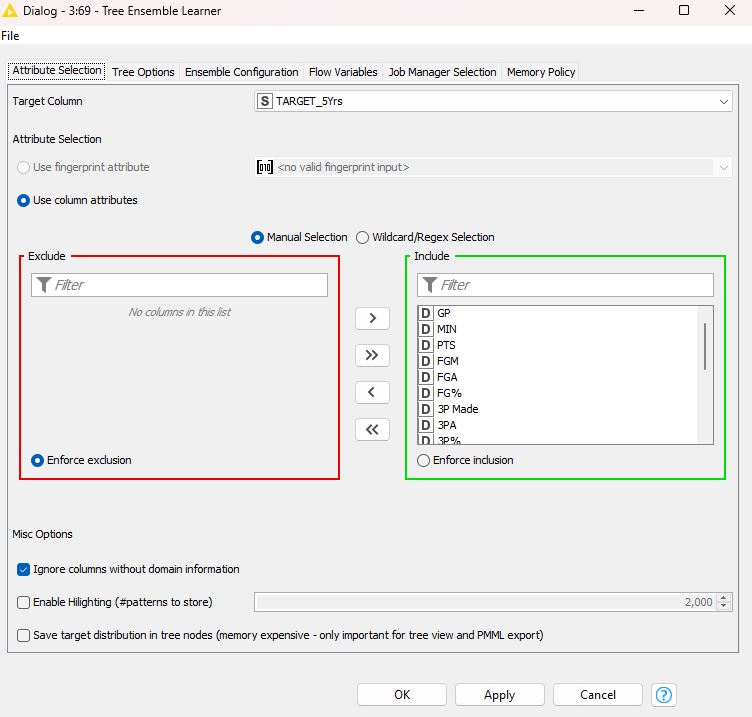 Dialog - 3:69 - Tree Ensemble Learner
File
Attribute Selection Tree Options Ensemble Configuration Flow Variables Job Manager Selection Memory Policy
Target Column S TARGET_5Yrs
Attribute Selection
Use fingerprint attribute [010] <no valid fingerprint input>
Use column attributes
Manual Selection Wildcard/Regex Selection
Exclude Include
Filter Filter
No columns in this list
D GP
D MIN
D PTS
D FGM
D FGA
D FG%
D 3P Made
D 3PA
D 3P%
> 
>>
<
<<
Enforce exclusion Enforce inclusion
Misc Options
Ignore columns without domain information
Enable Hilighting (#patterns to store) 2,000
Save target distribution in tree nodes (memory expensive - only important for tree view and PMML export)
OK Apply Cancel ?